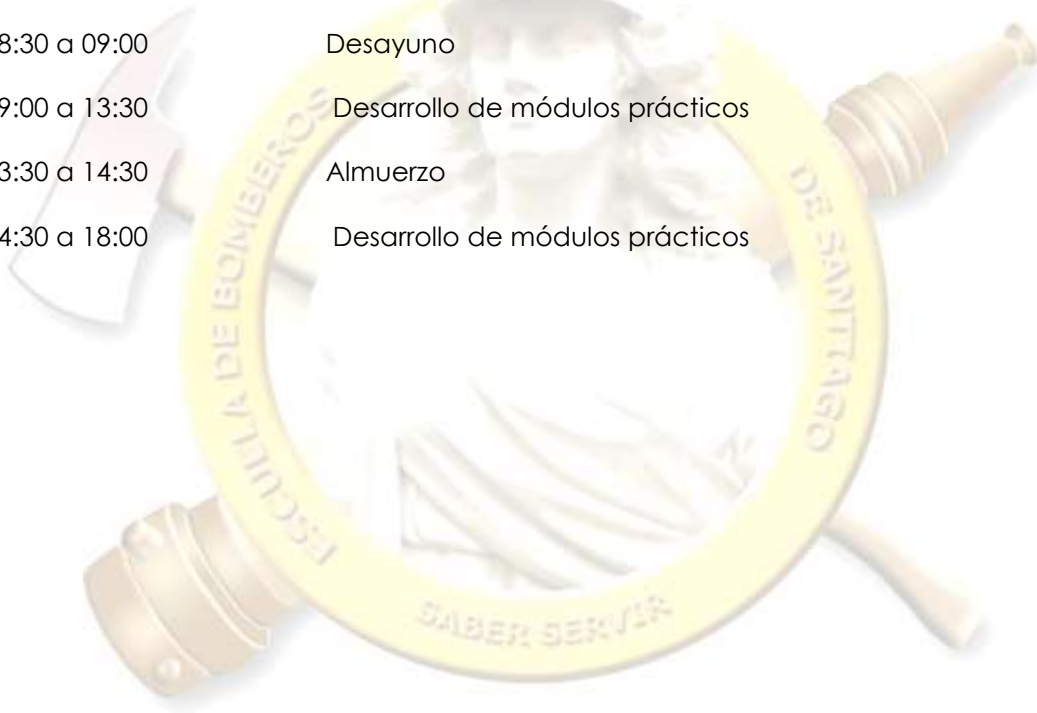 8:30 a 09:00 Desayuno
9:00 a 13:30 Desarrollo de módulos prácticos
3:30 a 14:30 Almuerzo
4:30 a 18:00 Desarrollo de módulos prácticos
ESCUELA DE BOMBEROS DE SANTIAGO
SABER SERVIR